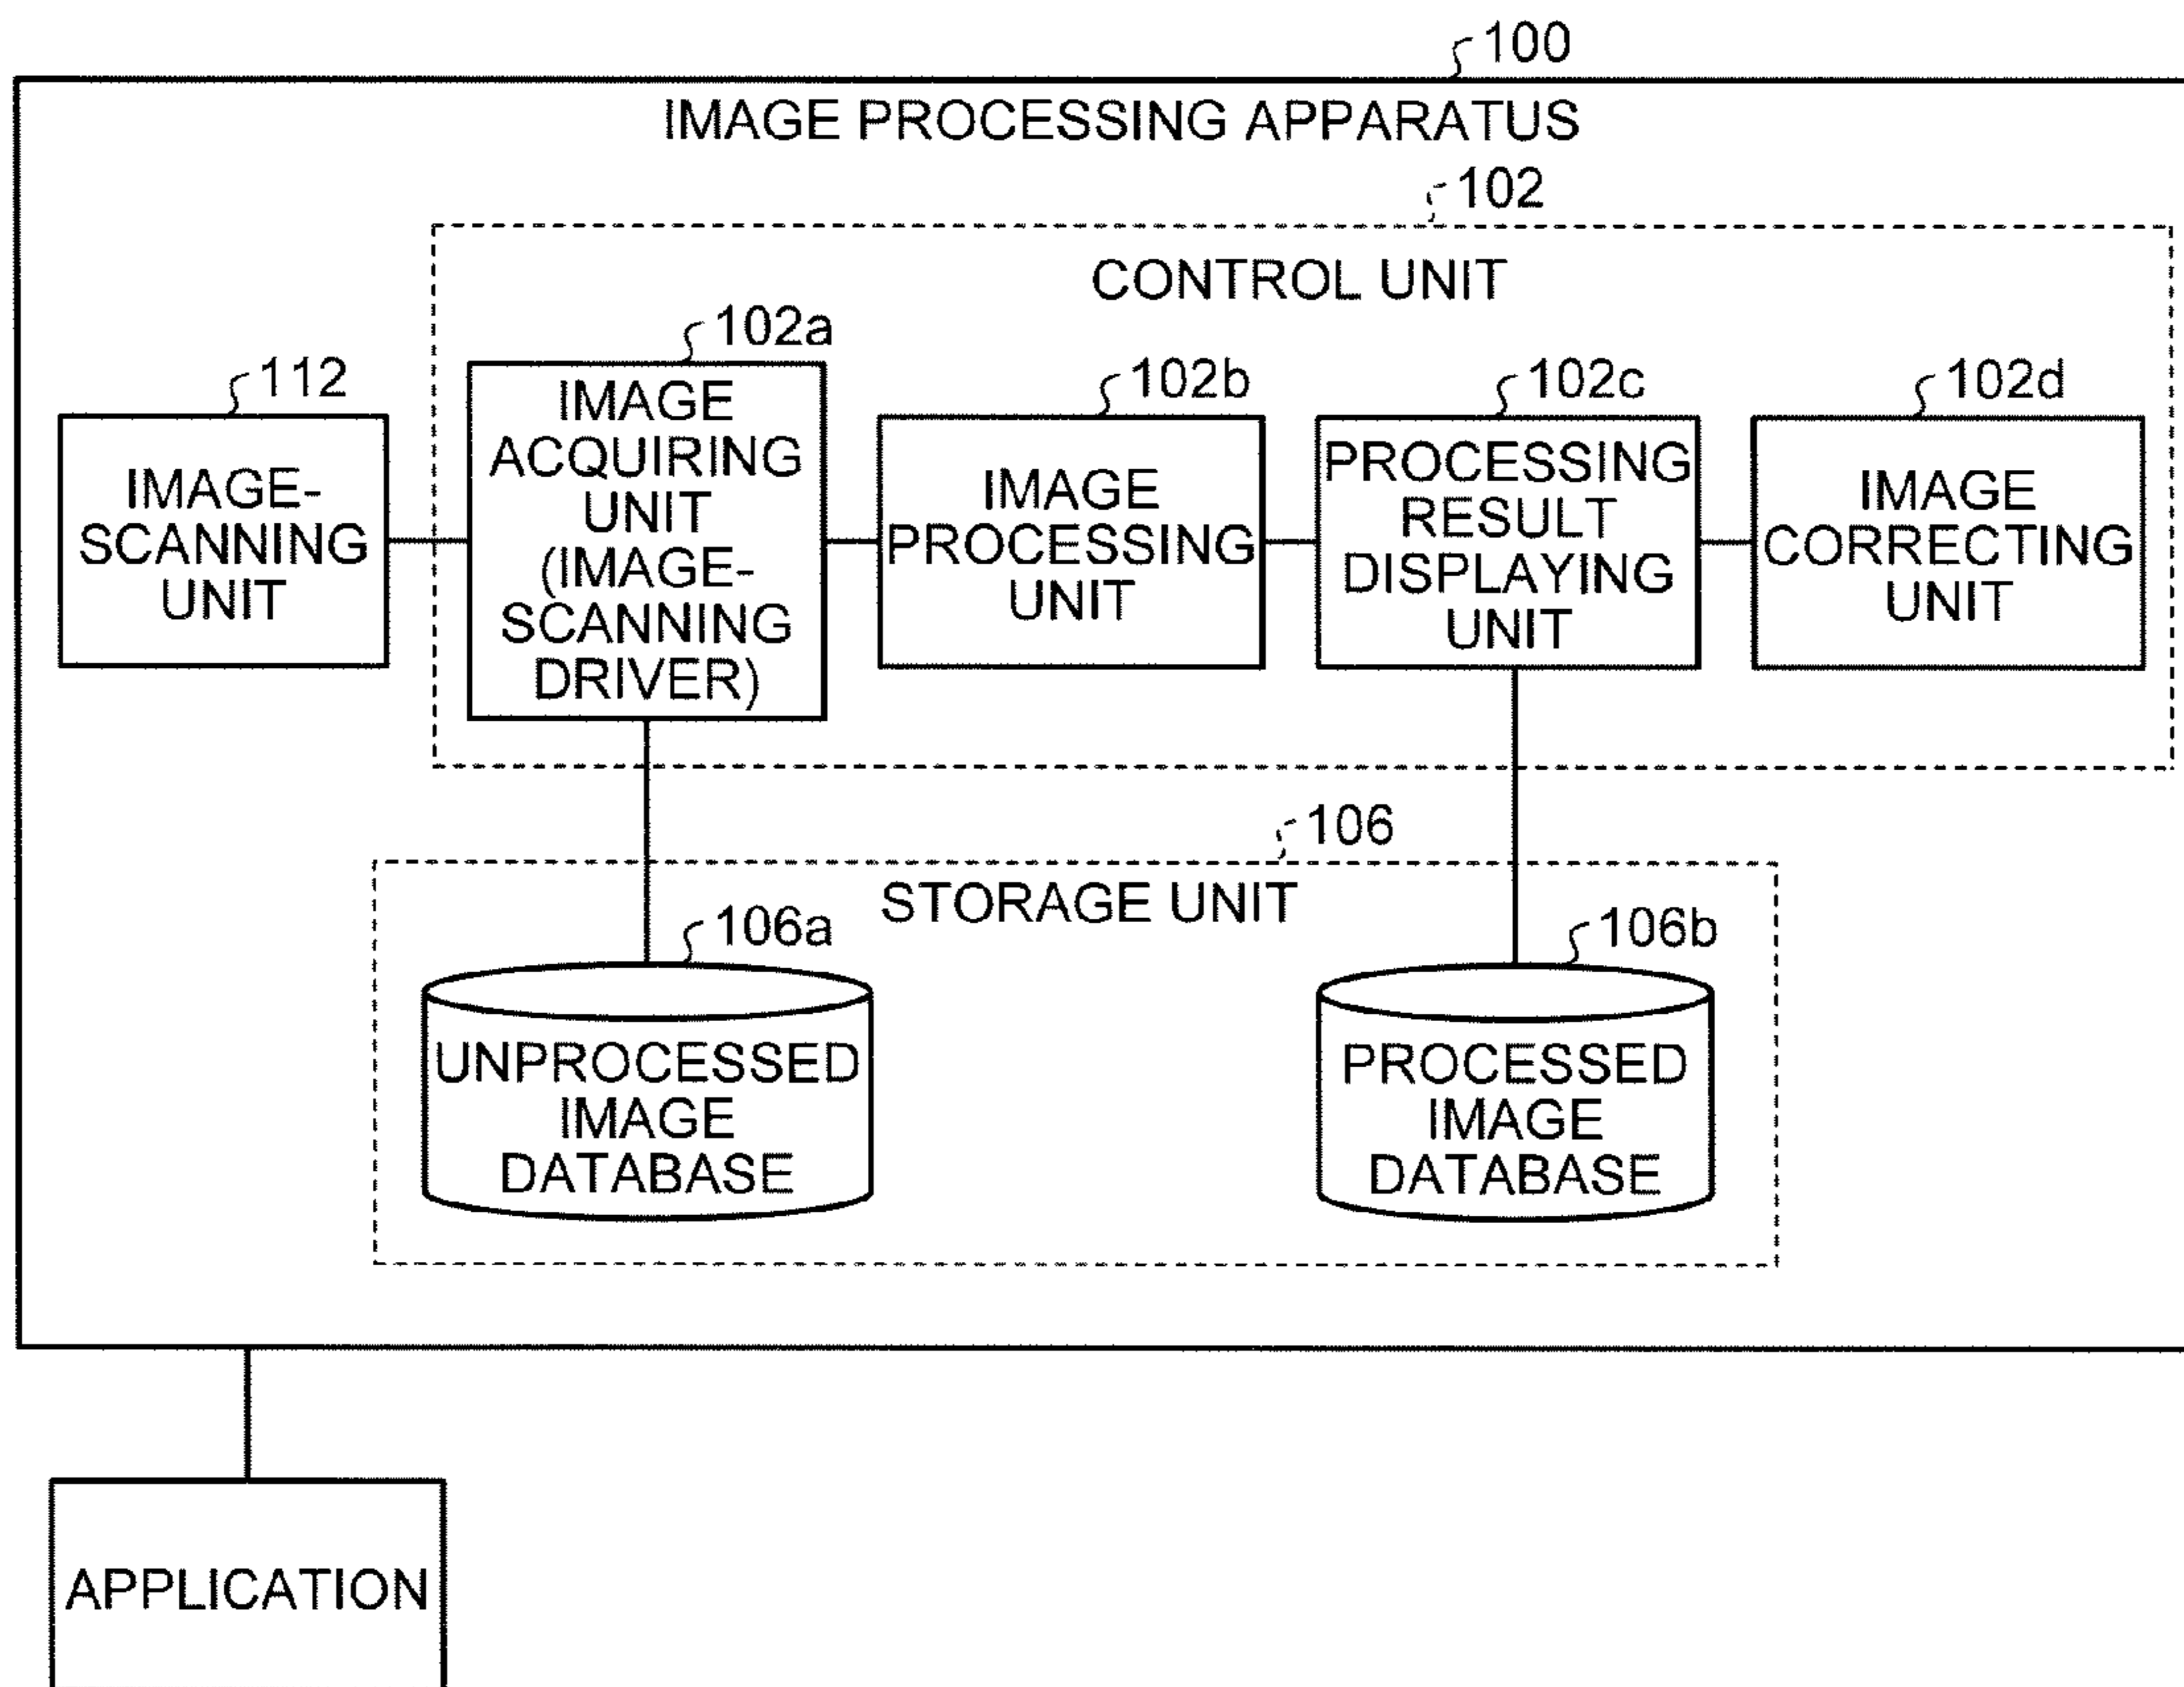 100
IMAGE PROCESSING APPARATUS
102
CONTROL UNIT
112
IMAGE-
SCANNING
UNIT
102a
IMAGE
ACQUIRING
UNIT
(IMAGE-
SCANNING
DRIVER)
102b
IMAGE
PROCESSING
UNIT
102c
PROCESSING
RESULT
DISPLAYING
UNIT
102d
IMAGE
CORRECTING
UNIT
106
STORAGE UNIT
106a
UNPROCESSED
IMAGE
DATABASE
106b
PROCESSED
IMAGE
DATABASE
APPLICATION